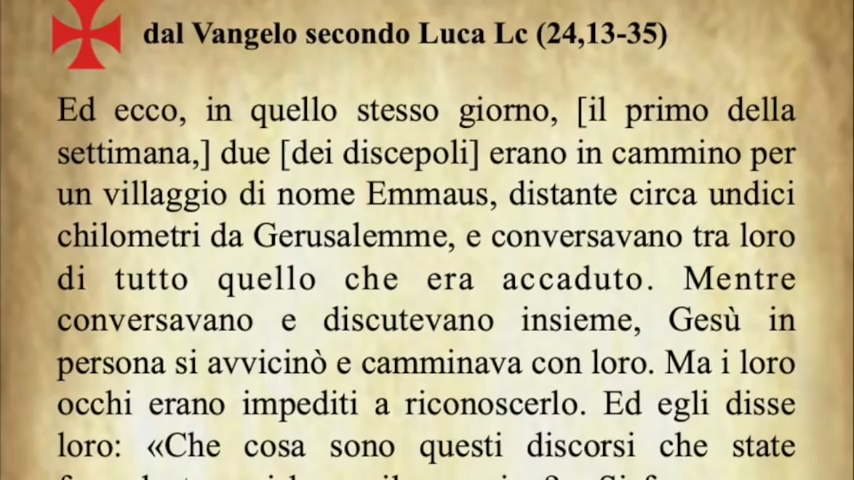 dal Vangelo secondo Luca Lc (24,13-35)
Ed ecco, in quello stesso giorno, [il primo della
settimana,] due [dei discepoli] erano in cammino per
un villaggio di nome Emmaus, distante circa undici
chilometri da Gerusalemme, e conversavano tra loro
di tutto quello che era accaduto. Mentre
conversavano e discutevano insieme, Gesù in
persona si avvicinò e camminava con loro. Ma i loro
occhi erano impediti a riconoscerlo. Ed egli disse
loro: «Che cosa sono questi discorsi che state